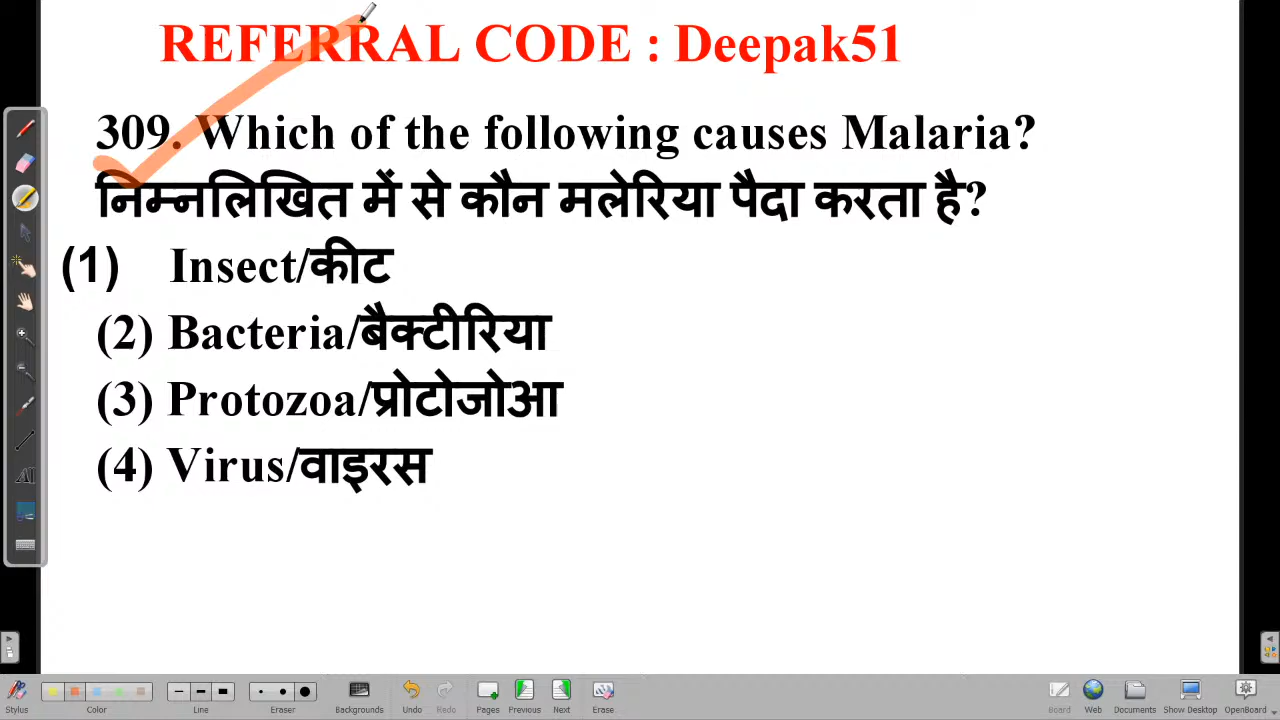 REFERRAL CODE : Deepak51
309. Which of the following causes Malaria?
निम्नलिखित में से कौन मलेरिया पैदा करता है?
(1) Insect/कीट
(2) Bacteria/बैक्टीरिया
(3) Protozoa/प्रोटोजोआ
(4) Virus/वाइरस
Stylus Color Line Eraser Backgrounds Undo Redo Pages Previous Next Erase Board Web Documents Show Desktop OpenBoard